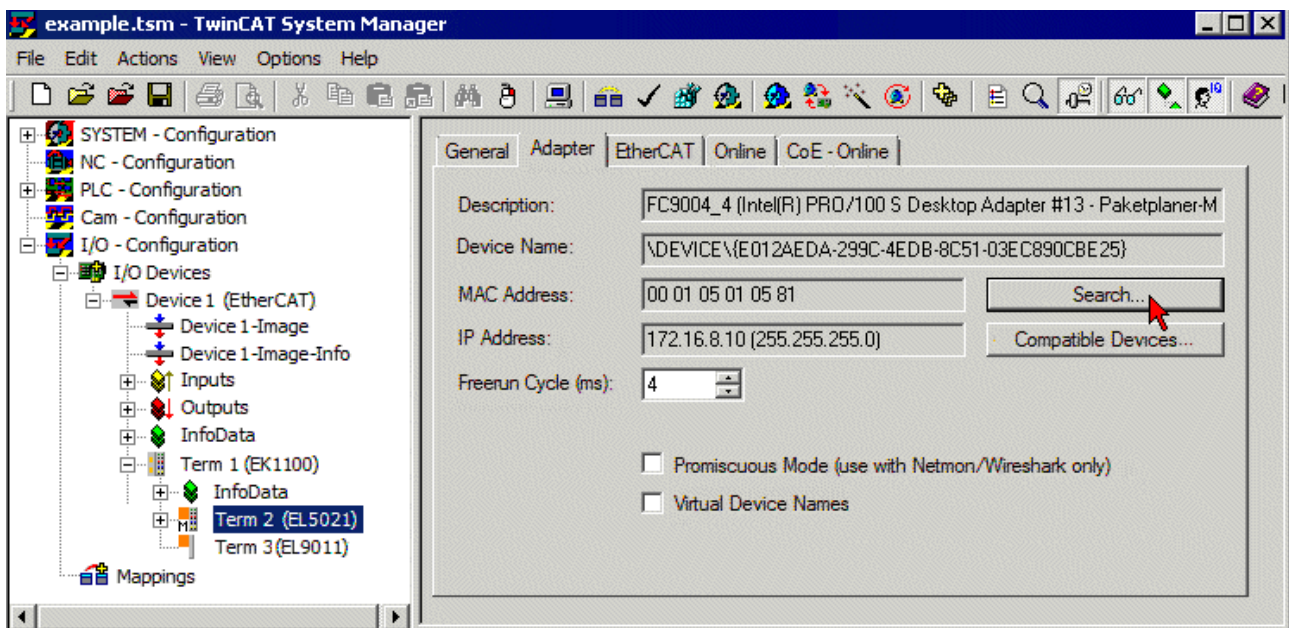 example.tsm - TwinCAT System Manager
File Edit Actions View Options Help
SYSTEM - Configuration
NC - Configuration
PLC - Configuration
Cam - Configuration
I/O - Configuration
I/O Devices
Device 1 (EtherCAT)
Device 1-Image
Device 1-Image-Info
Inputs
Outputs
InfoData
Term 1 (EK1100)
InfoData
Term 2 (EL5021)
Term 3(EL9011)
Mappings
General Adapter EtherCAT Online CoE - Online
Description: FC9004_4 (Intel(R) PRO/100 S Desktop Adapter #13 - Paketplaner-M
Device Name: \DEVICE\{E012AEDA-299C-4EDB-8C51-03EC890CBE25}
MAC Address: 00 01 05 01 05 81 Search...
IP Address: 172.16.8.10 (255.255.255.0) Compatible Devices...
Freerun Cycle (ms): 4
Promiscuous Mode (use with Netmon/Wireshark only)
Virtual Device Names